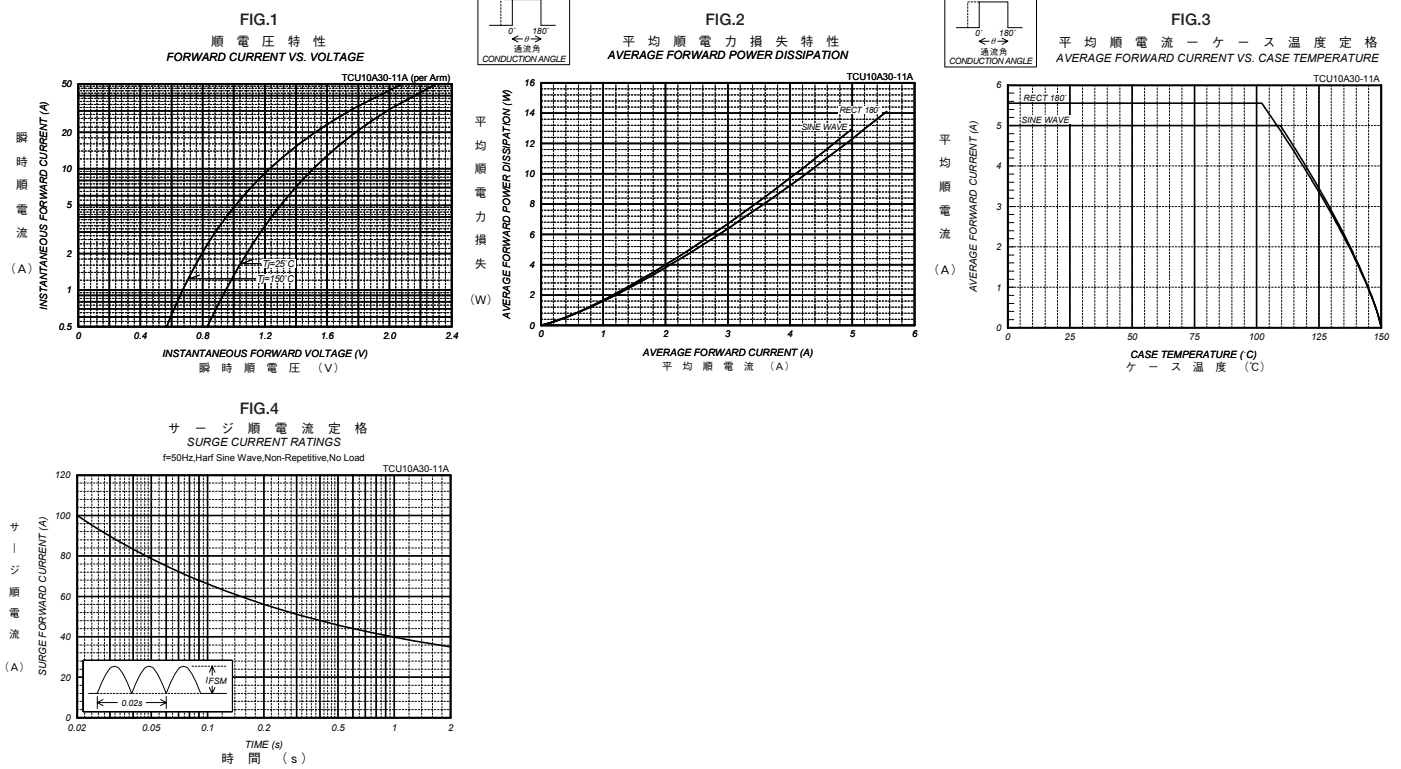 FIG.1
順 電 圧 特 性
FORWARD CURRENT VS. VOLTAGE
TCU10A30-11A (per Arm)
瞬時順電流
(A)
INSTANTANEOUS FORWARD CURRENT (A)
50
20
10
5
2
1
0.5
Tj=25°C
Tj=150°C
0 0.4 0.6 0.8 1.0 1.2 1.4 1.6 1.8 2.0 2.4
INSTANTANEOUS FORWARD VOLTAGE (V)
瞬 時 順 電 圧 (V)
0° 180°
θ
通流角
CONDUCTION ANGLE
FIG.2
平 均 順 電 力 損 失 特 性
AVERAGE FORWARD POWER DISSIPATION
TCU10A30-11A
平均順電力損失
(W)
AVERAGE FORWARD POWER DISSIPATION (W)
16
14
12
10
8
6
4
2
0
RECT 180°
SINE WAVE
0 1 2 3 4 5 6
AVERAGE FORWARD CURRENT (A)
平 均 順 電 流 (A)
0° 180°
θ
通流角
CONDUCTION ANGLE
FIG.3
平 均 順 電 流 ー ケ ー ス 温 度 定 格
AVERAGE FORWARD CURRENT VS. CASE TEMPERATURE
TCU10A30-11A
平均順電流
(A)
AVERAGE FORWARD CURRENT (A)
6
5
4
3
2
1
0
RECT 180°
SINE WAVE
0 25 50 75 100 125 150
CASE TEMPERATURE (°C)
ケ ー ス 温 度 (℃)
FIG.4
サ ー ジ 順 電 流 定 格
SURGE CURRENT RATINGS
f=50Hz,Harf Sine Wave,Non-Repetitive,No Load
TCU10A30-11A
サージ順電流
(A)
SURGE FORWARD CURRENT (A)
120
100
80
60
40
20
0
IFSM
0.02s
0.02 0.05 0.1 0.2 0.5 1 2
TIME (s)
時 間 (s)